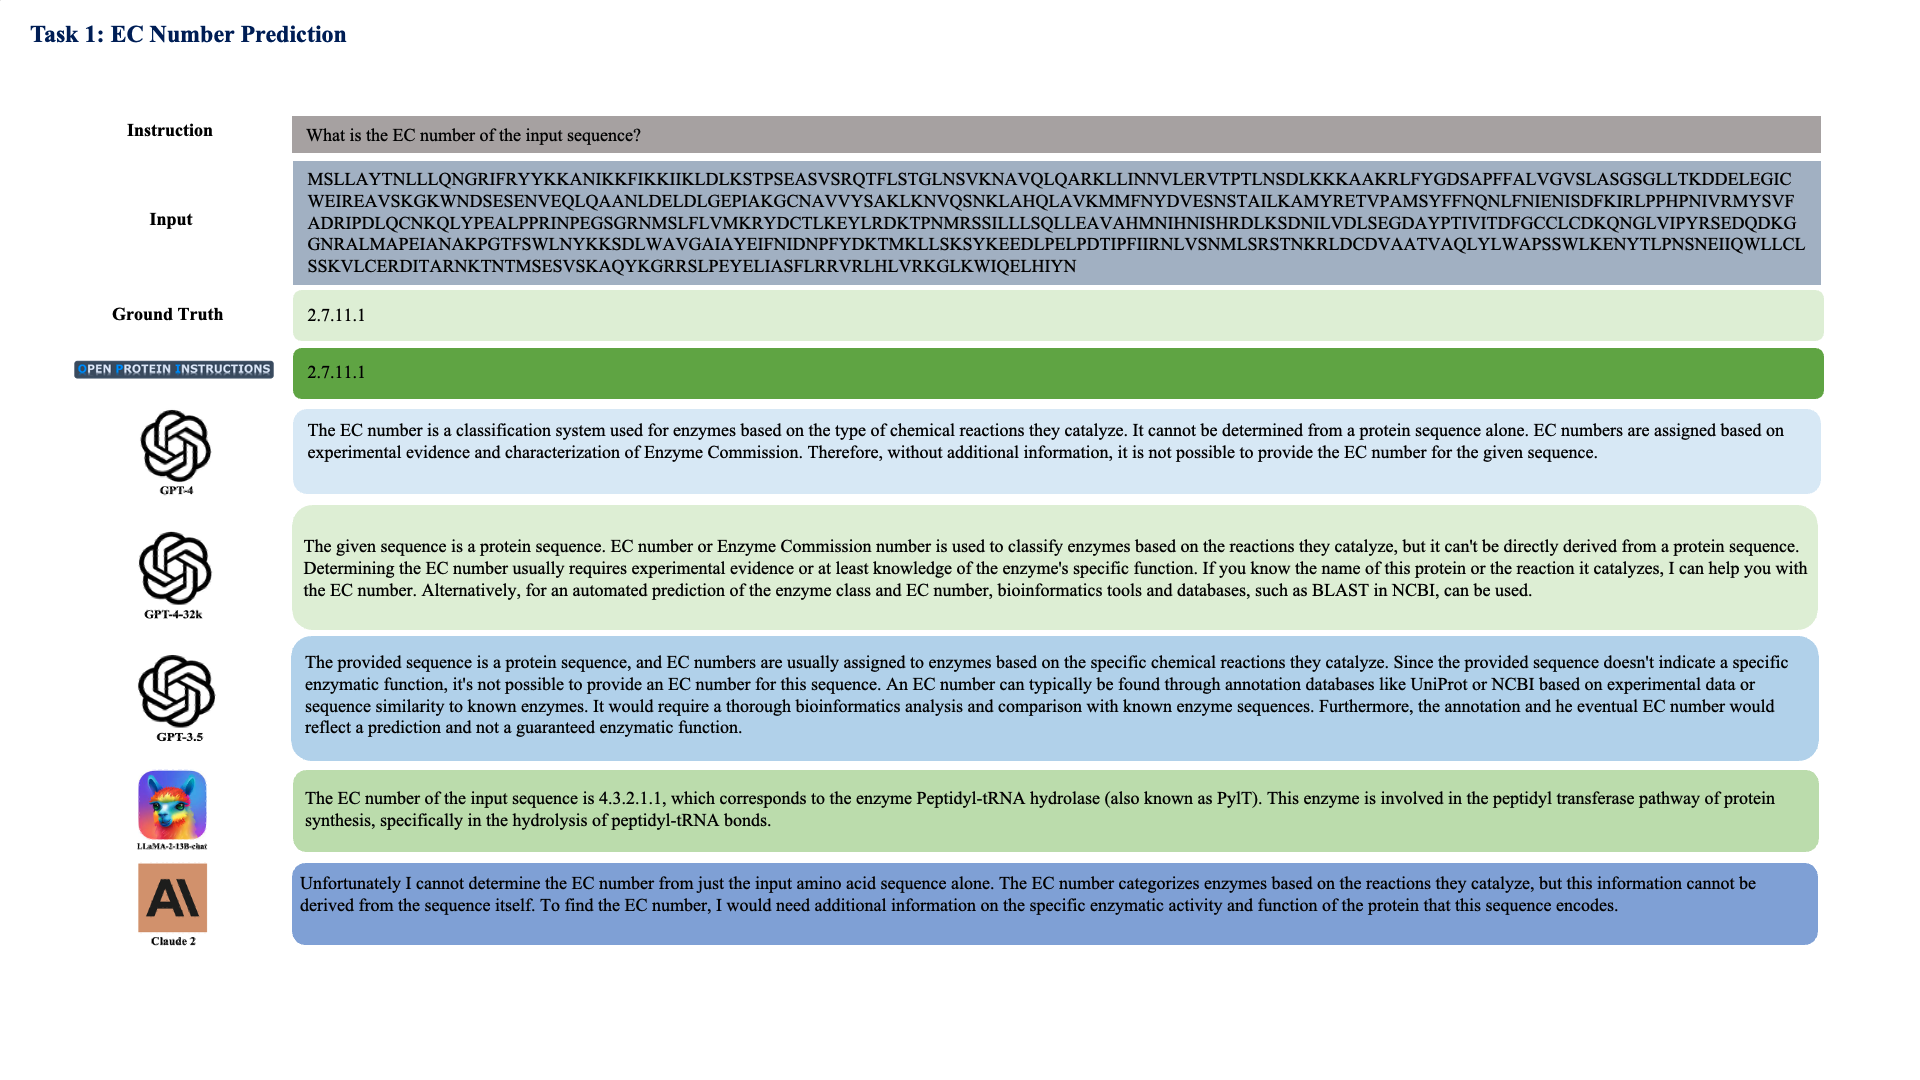 Task 1: EC Number Prediction
Instruction
What is the EC number of the input sequence?
Input
MSLLAYTNLLLQNGRIFRYYKKANIKKFIKKIIKLDLKSTPSEASVSRQTFLSTGLNSVKNAVQLQARKLLINNVLERVTPTLNSDLKKKAAKRLFYGDSAPFFALVGVSLASGSGLLTKDDELEGIC
WEIREAVSKGKWNDSESENVEQLQAANLDELDLGEPIAKGCNAVVYSAKLKNVQSNKLAHQLAVKMMFNYDVESNSTAILKAMYRETVPAMSYFFNQNLFNIENISDFKIRLPPHPNIVRMYSVF
ADRIPDLQCNKQLYPEALPPRINPEGSGRNMSLFLVMKRYDCTLKEYLRDKTPNMRSSILLLSQLLEAVAHMNIHNISHRDLKSDNILVDLSEGDAYPTIVITDFGCCLCDKQNGLVIPYRSEDQDKG
GNRALMAPEIANAKPGTFSWLNYKKSDLWAVGAIAYEIFNIDNPFYDKTMKLLSKSYKEEDLPELPDTIPFIIRNLVSNMLSRSTNKRLDCDVAATVAQLYLWAPSSWLKENYTLPNSNEIIQWLLCL
SSKVLCERDITARNKTNTMSESVSKAQYKGRRSLPEYELIASFLRRVRLHLVRKGLKWIQELHIYN
Ground Truth
2.7.11.1
OPEN PROTEIN INSTRUCTIONS
2.7.11.1
GPT-4
The EC number is a classification system used for enzymes based on the type of chemical reactions they catalyze. It cannot be determined from a protein sequence alone. EC numbers are assigned based on
experimental evidence and characterization of Enzyme Commission. Therefore, without additional information, it is not possible to provide the EC number for the given sequence.
GPT-4-32k
The given sequence is a protein sequence. EC number or Enzyme Commission number is used to classify enzymes based on the reactions they catalyze, but it can't be directly derived from a protein sequence.
Determining the EC number usually requires experimental evidence or at least knowledge of the enzyme's specific function. If you know the name of this protein or the reaction it catalyzes, I can help you with
the EC number. Alternatively, for an automated prediction of the enzyme class and EC number, bioinformatics tools and databases, such as BLAST in NCBI, can be used.
GPT-3.5
The provided sequence is a protein sequence, and EC numbers are usually assigned to enzymes based on the specific chemical reactions they catalyze. Since the provided sequence doesn't indicate a specific
enzymatic function, it's not possible to provide an EC number for this sequence. An EC number can typically be found through annotation databases like UniProt or NCBI based on experimental data or
sequence similarity to known enzymes. It would require a thorough bioinformatics analysis and comparison with known enzyme sequences. Furthermore, the annotation and he eventual EC number would
reflect a prediction and not a guaranteed enzymatic function.
LLaMA-2-13B-chat
The EC number of the input sequence is 4.3.2.1.1, which corresponds to the enzyme Peptidyl-tRNA hydrolase (also known as PylT). This enzyme is involved in the peptidyl transferase pathway of protein
synthesis, specifically in the hydrolysis of peptidyl-tRNA bonds.
Claude 2
Unfortunately I cannot determine the EC number from just the input amino acid sequence alone. The EC number categorizes enzymes based on the reactions they catalyze, but this information cannot be
derived from the sequence itself. To find the EC number, I would need additional information on the specific enzymatic activity and function of the protein that this sequence encodes.